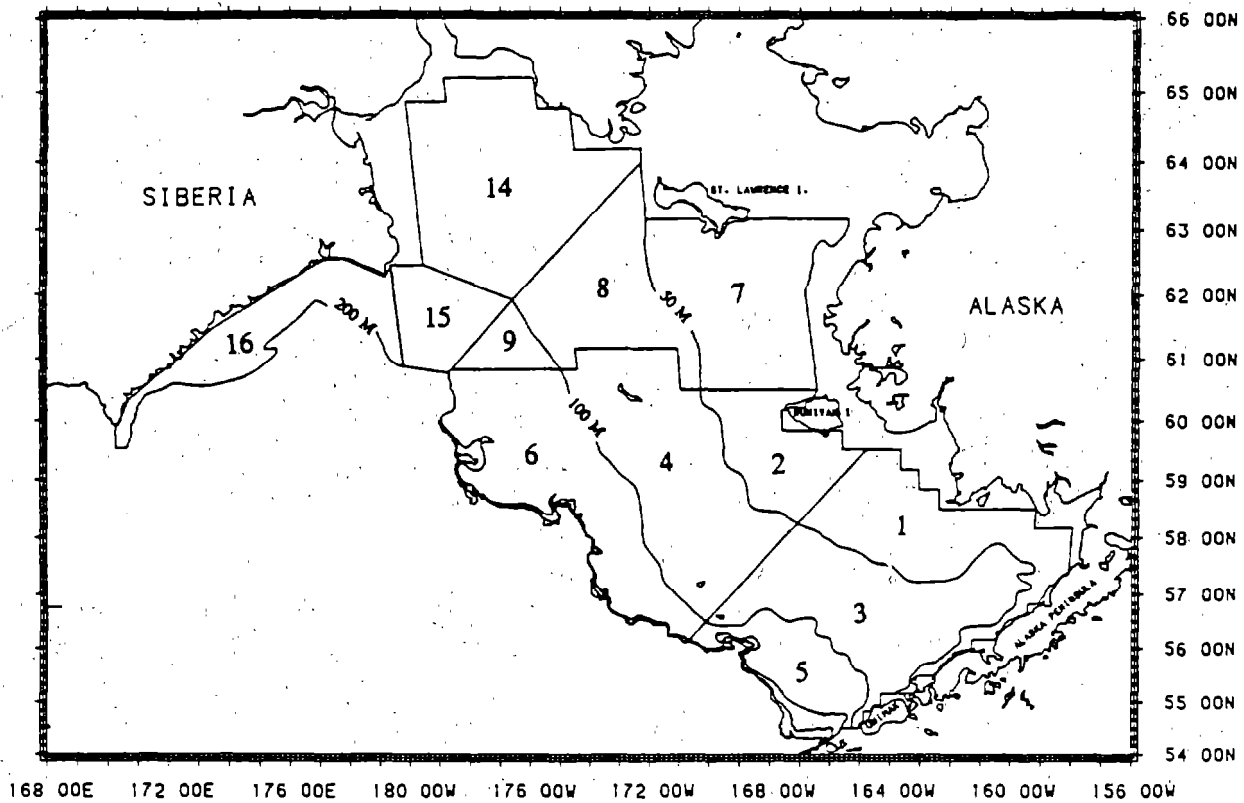 66 00N
65 00N
64 00N
63 00N
62 00N
61 00N
60 00N
59 00N
58 00N
57 00N
56 00N
55 00N
54 00N
SIBERIA
14
ST. LAWRENCE I.
8
7
50 M
ALASKA
200 M
15
9
16
100 M
NUNIVAK I
6
4
2
1
3
ALASKA PENINSULA
5
UNIMAK
168 00E 172 00E 176 00E 180 00W 176 00W 172 00W 168 00W 164 00W 160 00W 156 00W